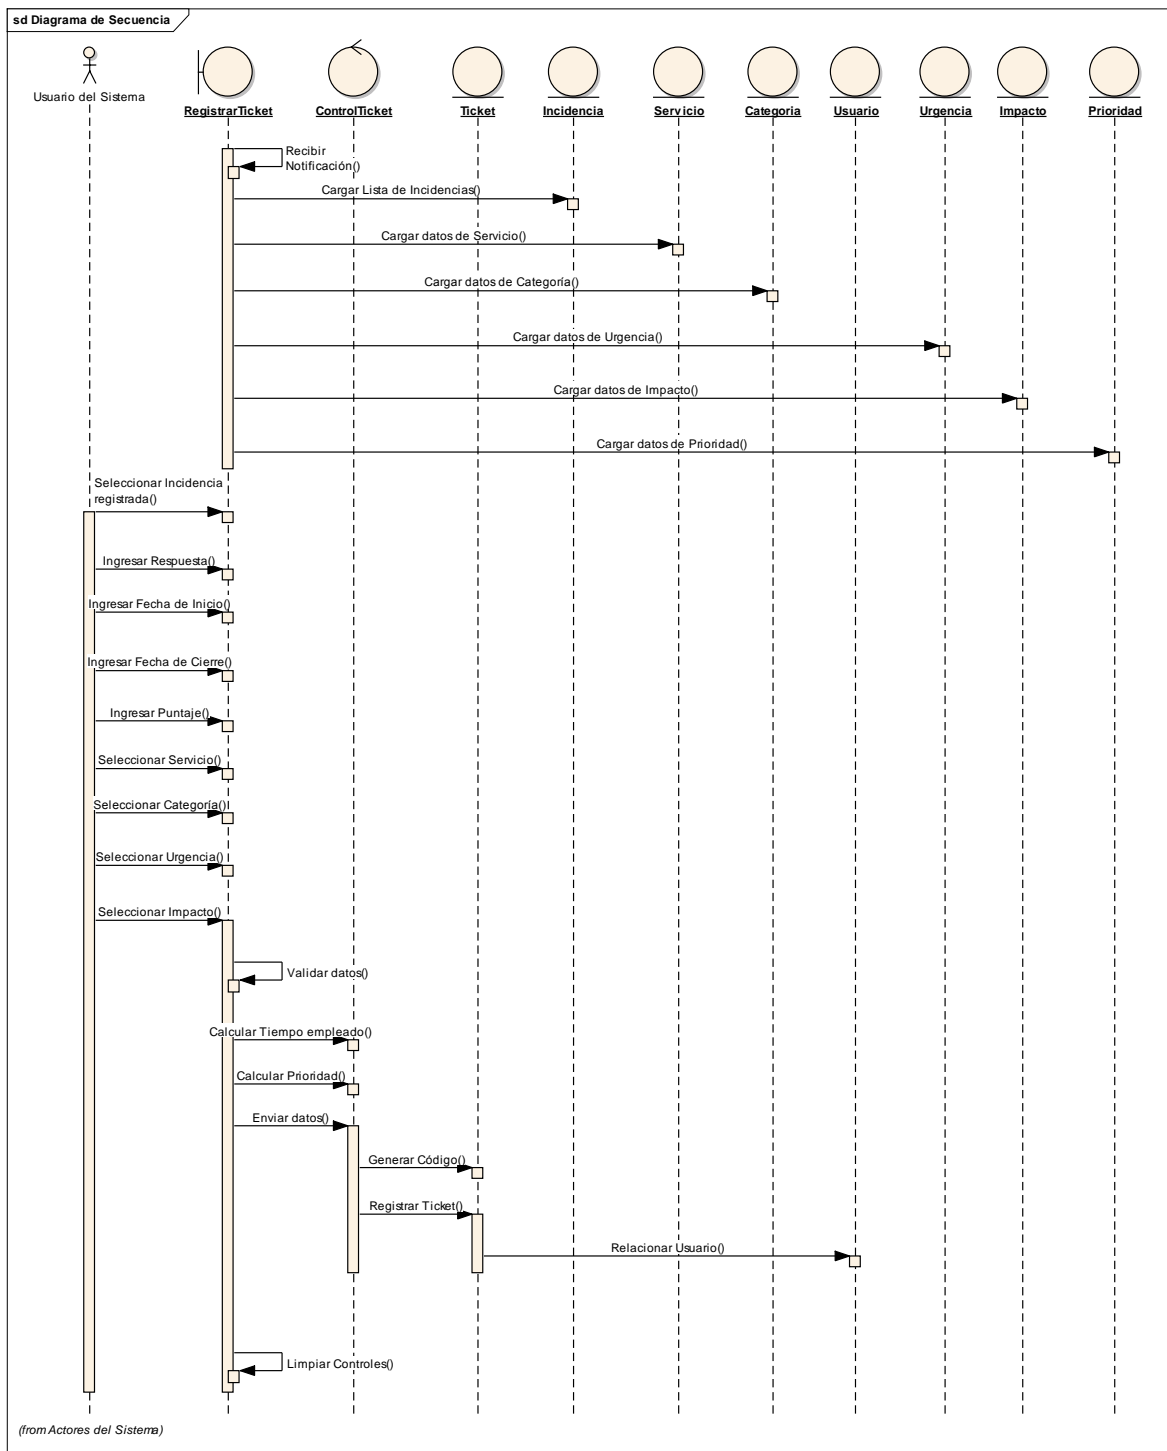 sd Diagrama de Secuencia
Usuario del Sistema
RegistrarTicket
ControlTicket
Ticket
Incidencia
Servicio
Categoria
Usuario
Urgencia
Impacto
Prioridad
Recibir
Notificación()
Cargar Lista de Incidencias()
Cargar datos de Servicio()
Cargar datos de Categoría()
Cargar datos de Urgencia()
Cargar datos de Impacto()
Cargar datos de Prioridad()
Seleccionar Incidencia
registrada()
Ingresar Respuesta()
Ingresar Fecha de Inicio()
Ingresar Fecha de Cierre()
Ingresar Puntaje()
Seleccionar Servicio()
Seleccionar Categoría()
Seleccionar Urgencia()
Seleccionar Impacto()
Validar datos()
Calcular Tiempo empleado()
Calcular Prioridad()
Enviar datos()
Generar Código()
Registrar Ticket()
Relacionar Usuario()
Limpiar Controles()
(from Actores del Sistema)